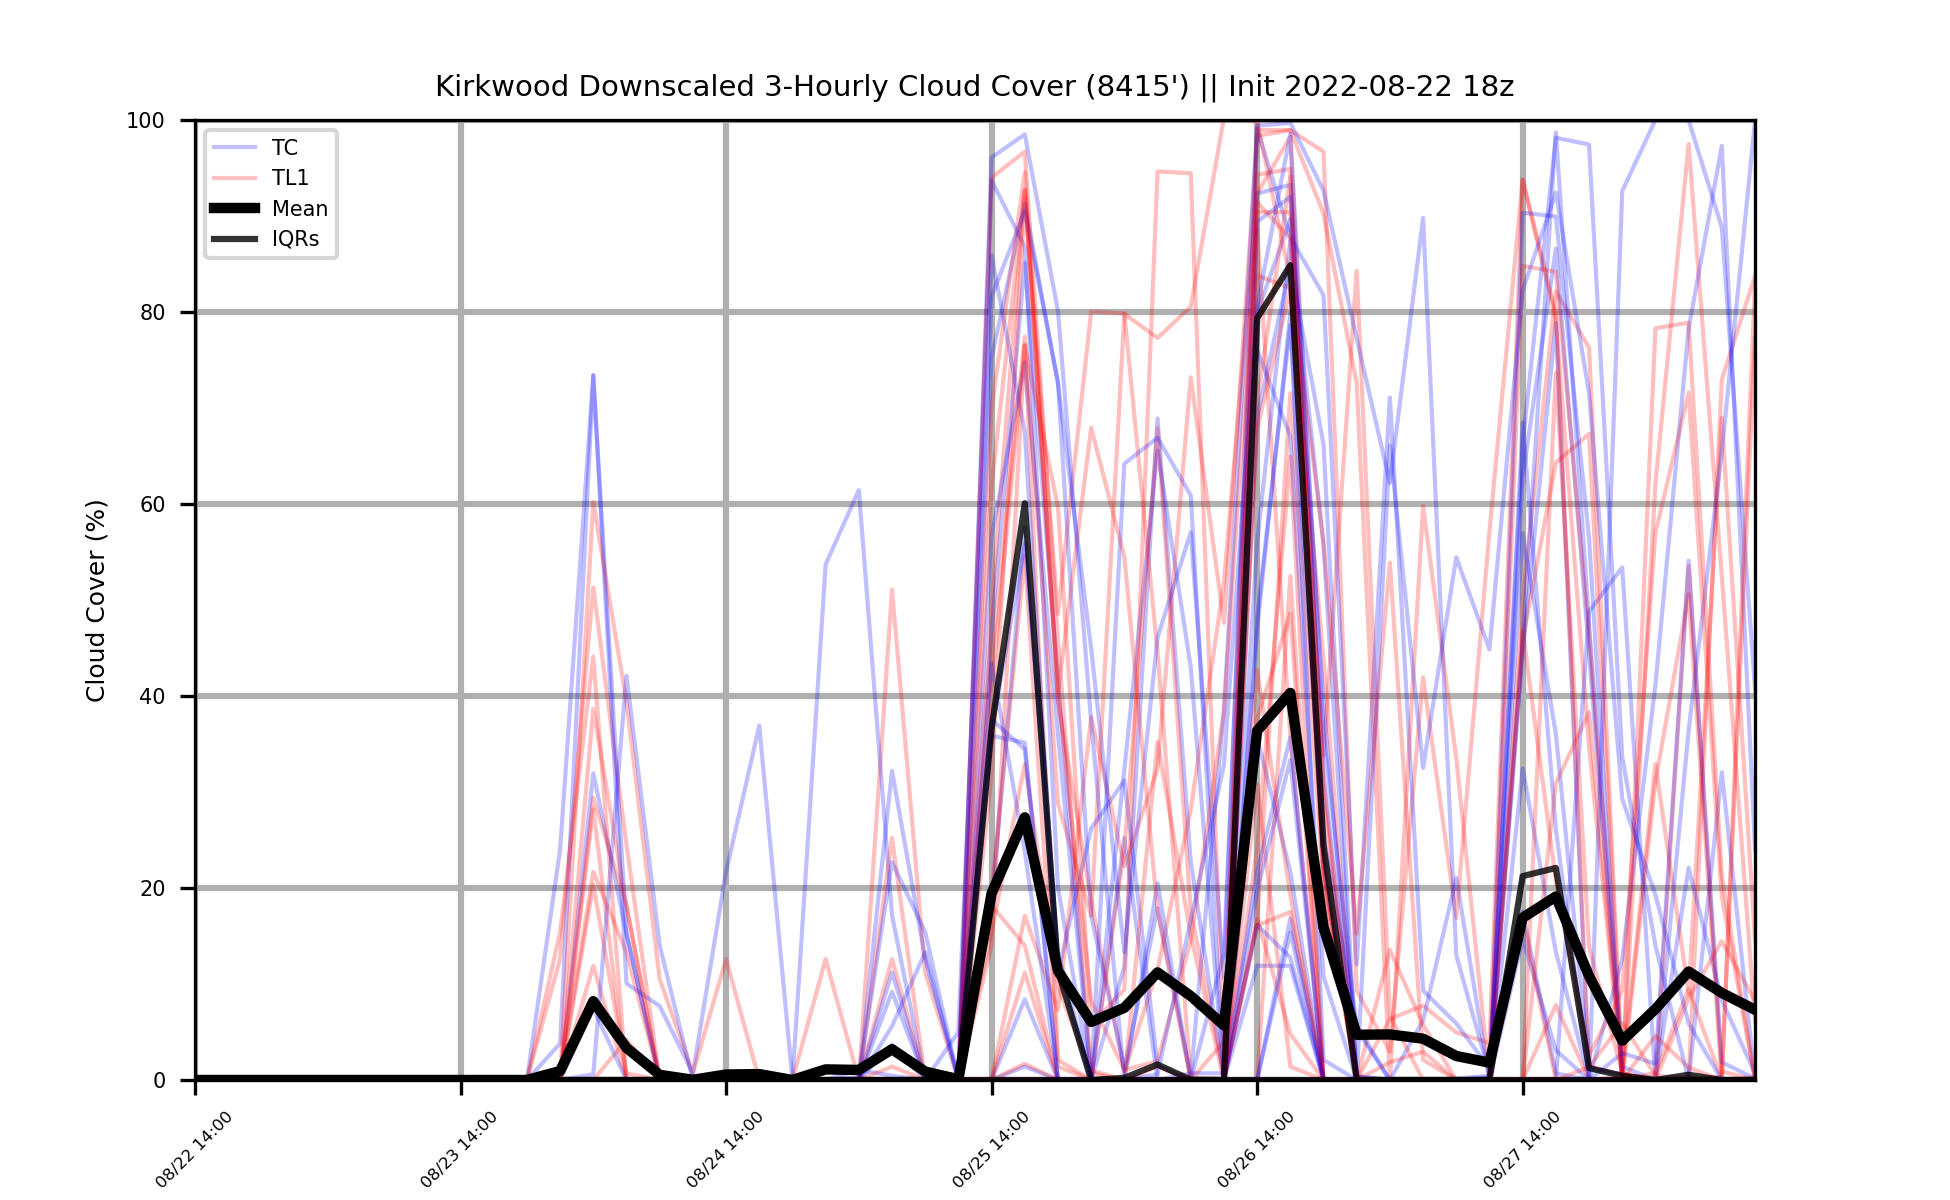 Kirkwood Downscaled 3-Hourly Cloud Cover (8415') || Init 2022-08-22 18z
100
80
60
40
20
0
Cloud Cover (%)
TC
TL1
Mean
IQRs
08/22 14:00
08/23 14:00
08/24 14:00
08/25 14:00
08/26 14:00
08/27 14:00